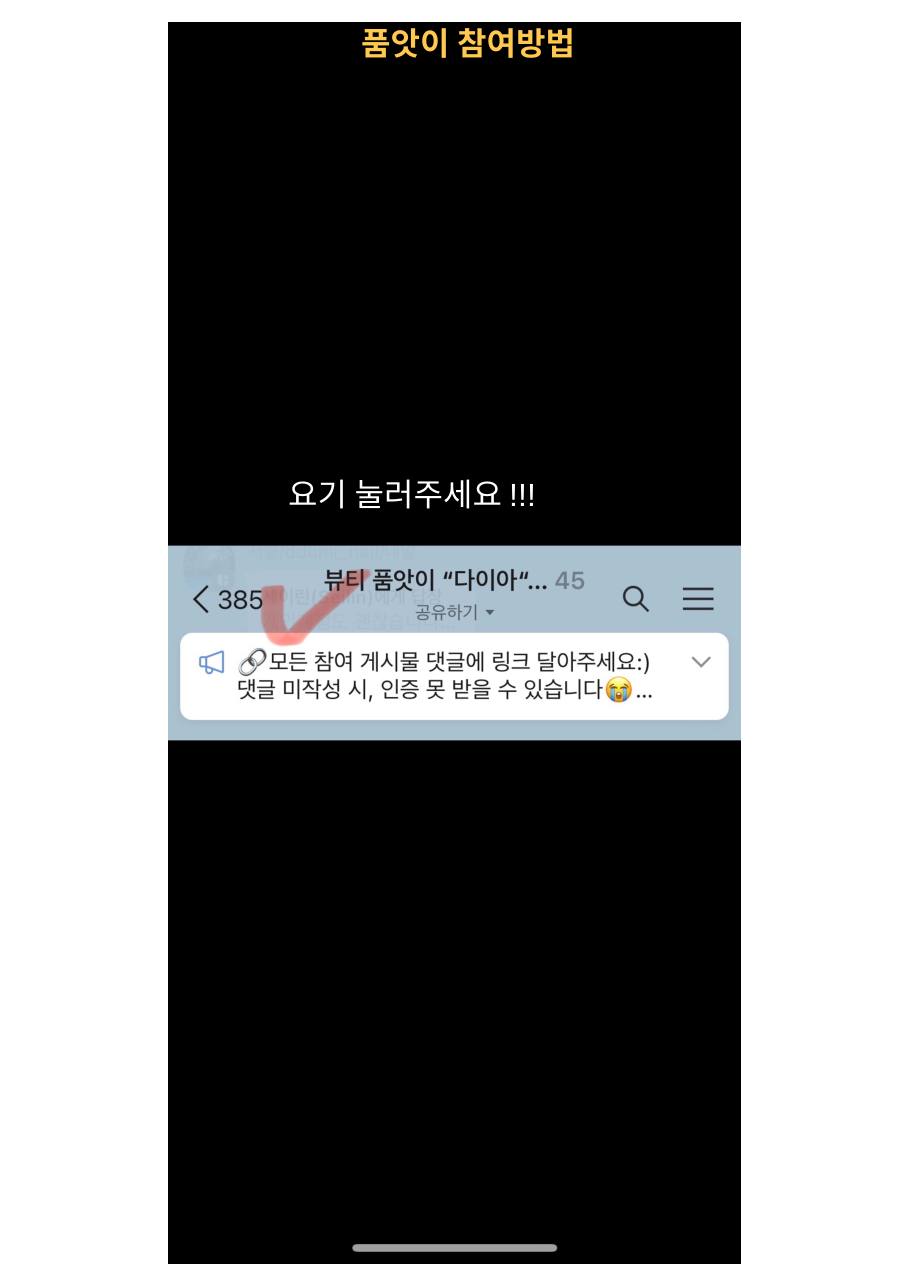 품앗이 참여방법
요기 눌러주세요 !!!
385
뷰티 품앗이 “다이아“... 45
공유하기
모든 참여 게시물 댓글에 링크 달아주세요:)
댓글 미작성 시, 인증 못 받을 수 있습니다😭...